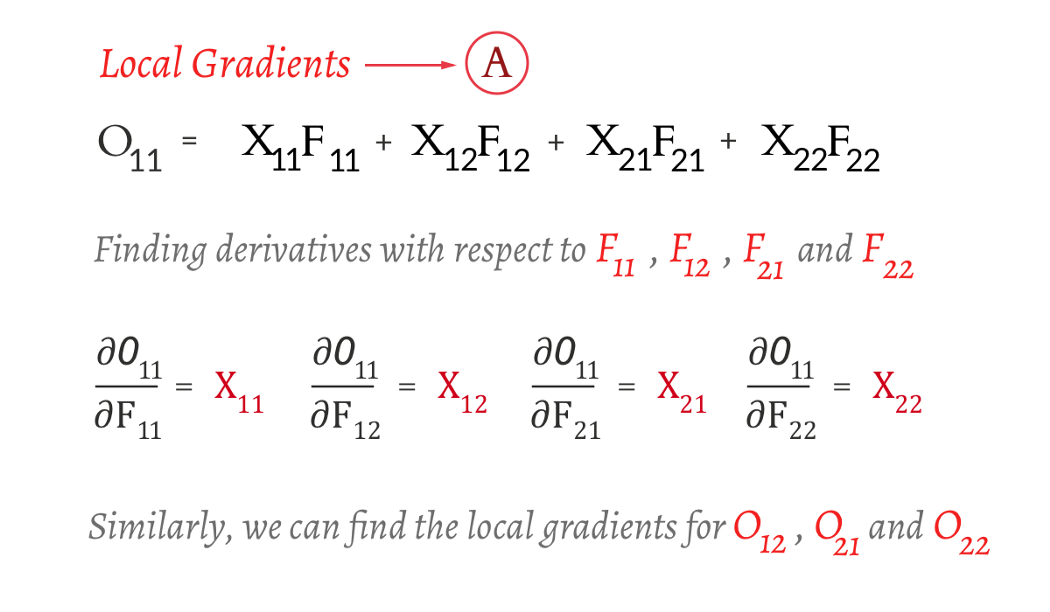 Local Gradients → A
O₁₁ = X₁₁F₁₁ + X₁₂F₁₂ + X₂₁F₂₁ + X₂₂F₂₂
Finding derivatives with respect to F₁₁ , F₁₂ , F₂₁ and F₂₂
∂O₁₁/∂F₁₁ = X₁₁ ∂O₁₁/∂F₁₂ = X₁₂ ∂O₁₁/∂F₂₁ = X₂₁ ∂O₁₁/∂F₂₂ = X₂₂
Similarly, we can find the local gradients for O₁₂ , O₂₁ and O₂₂